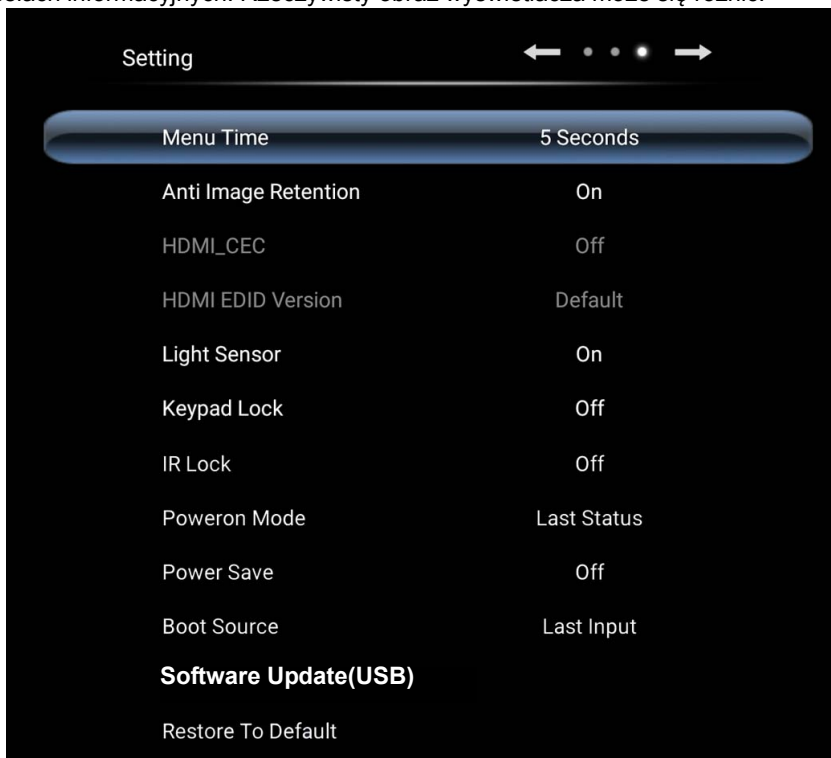 informacyjnych. Rzeczywisty obraz wyświetlacza może się różnić.
Setting
Menu Time 5 Seconds
Anti Image Retention On
HDMI_CEC Off
HDMI EDID Version Default
Light Sensor On
Keypad Lock Off
IR Lock Off
Poweron Mode Last Status
Power Save Off
Boot Source Last Input
Software Update(USB)
Restore To Default